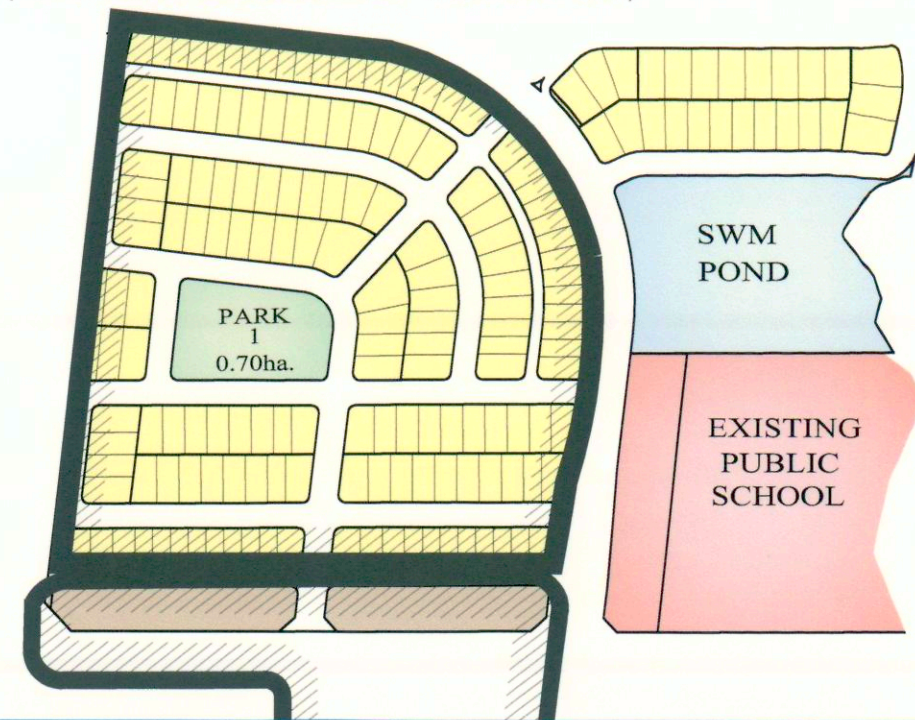 SWM
POND
PARK
1
0.70ha.
EXISTING
PUBLIC
SCHOOL